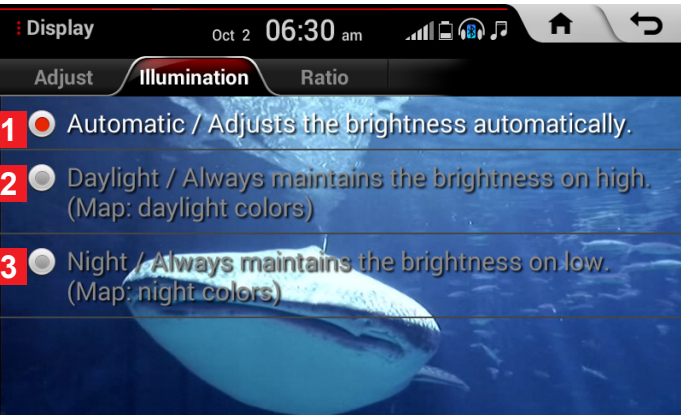 Display
Oct 2 06:30 am
Adjust Illumination Ratio
1 Automatic / Adjusts the brightness automatically.
2 Daylight / Always maintains the brightness on high.
(Map: daylight colors)
3 Night / Always maintains the brightness on low.
(Map: night colors)